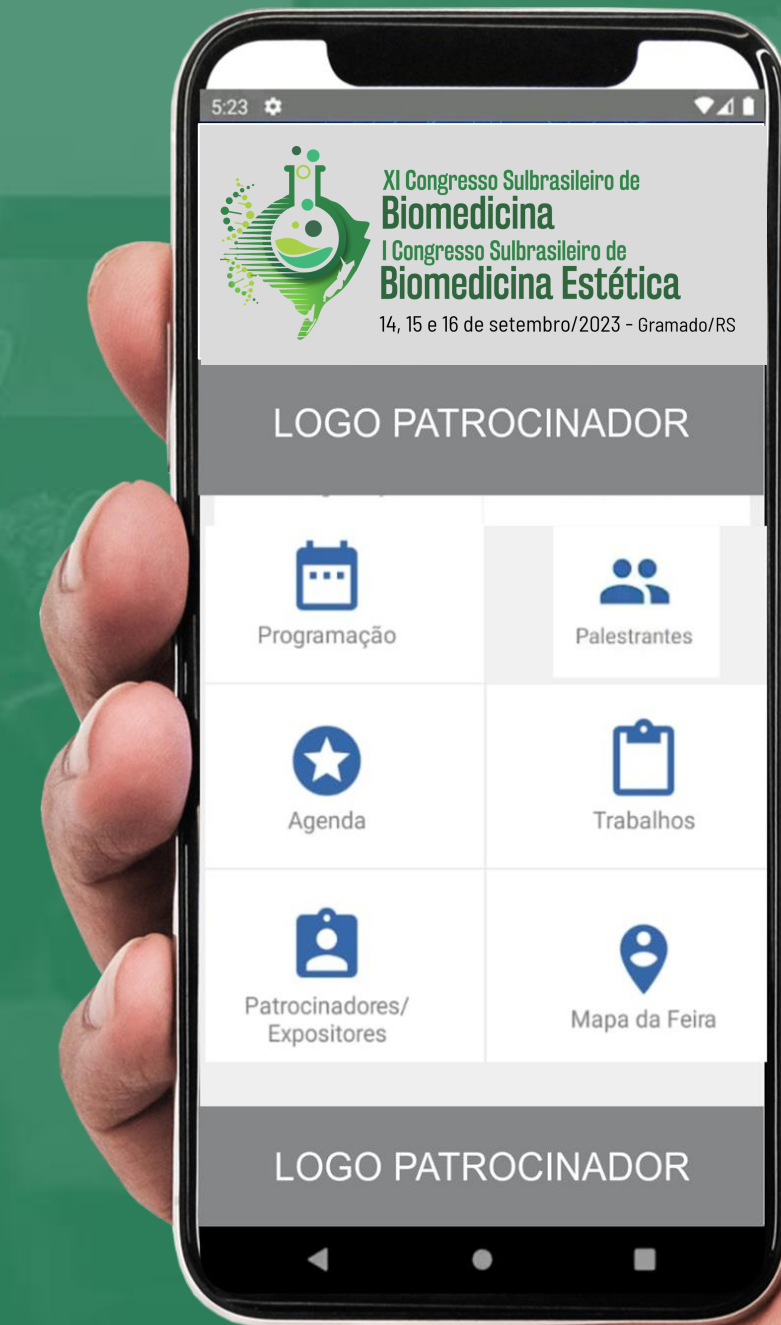 5:23
XI Congresso Sulbrasileiro de
Biomedicina
I Congresso Sulbrasileiro de
Biomedicina Estética
14, 15 e 16 de setembro/2023 - Gramado/RS
LOGO PATROCINADOR
Programação
Palestrantes
Agenda
Trabalhos
Patrocinadores/
Expositores
Mapa da Feira
LOGO PATROCINADOR